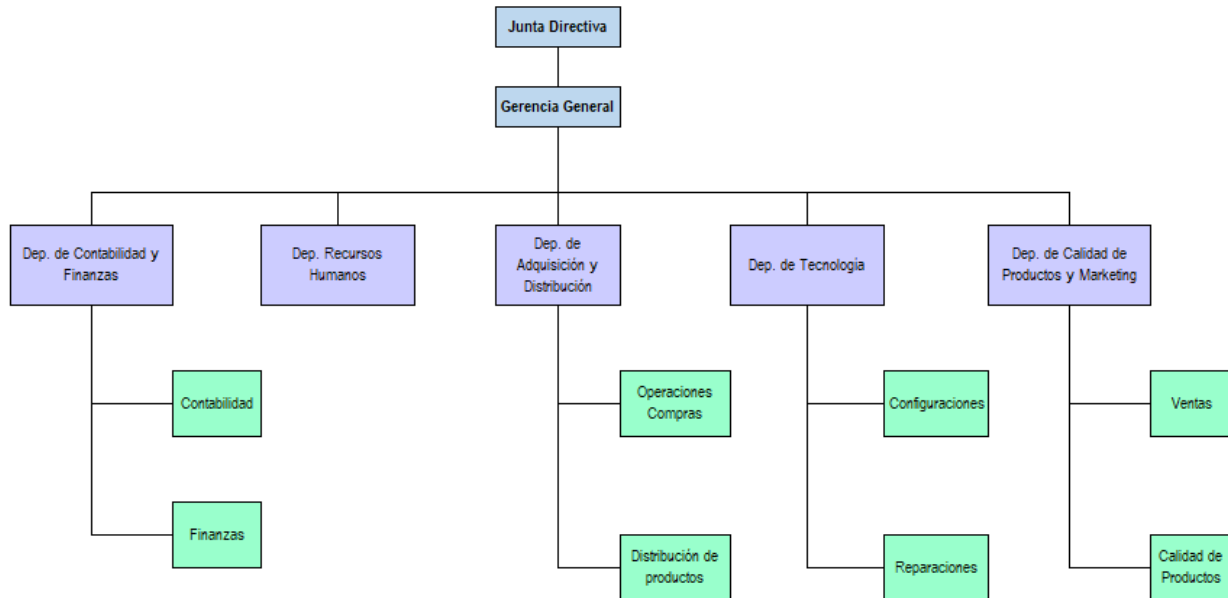 Junta Directiva
Gerencia General
Dep. de Contabilidad y
Finanzas
Dep. Recursos
Humanos
Dep. de
Adquisición y
Distribución
Dep. de Tecnología
Dep. de Calidad de
Productos y Marketing
Contabilidad
Operaciones
Compras
Configuraciones
Ventas
Finanzas
Distribución de
productos
Reparaciones
Calidad de
Productos